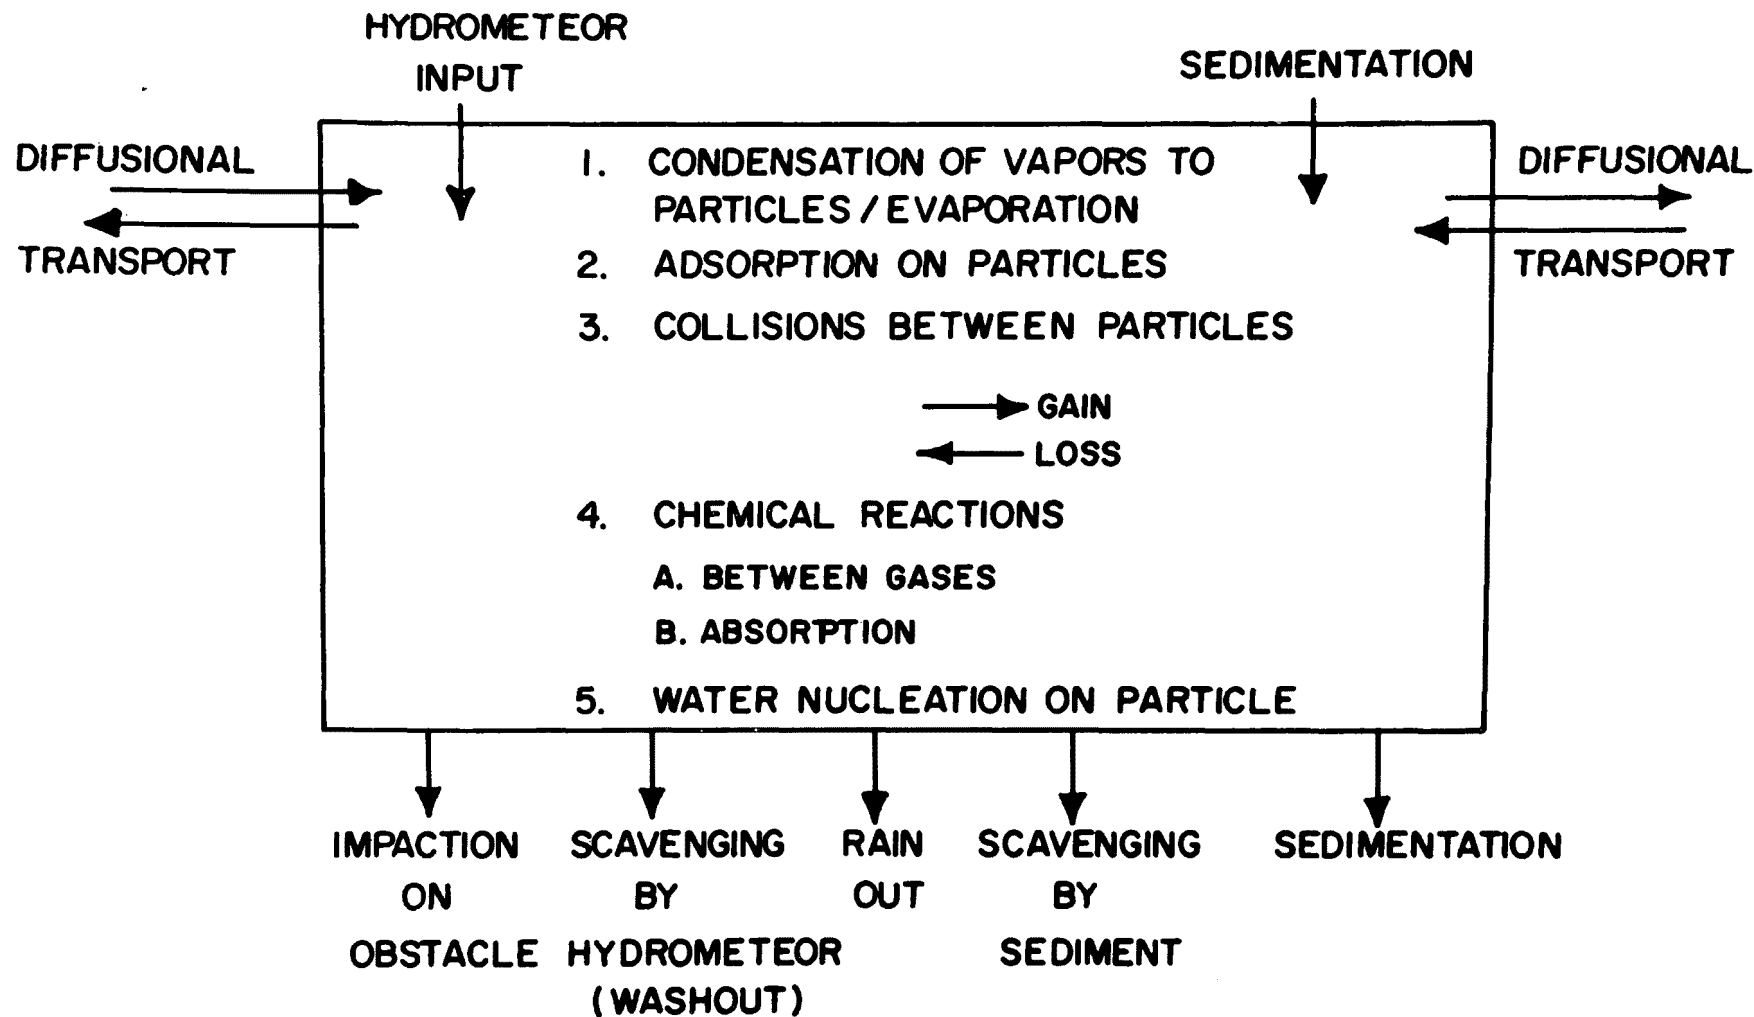 HYDROMETEOR
INPUT
SEDIMENTATION
DIFFUSIONAL
TRANSPORT
DIFFUSIONAL
TRANSPORT
1. CONDENSATION OF VAPORS TO
PARTICLES / EVAPORATION
2. ADSORPTION ON PARTICLES
3. COLLISIONS BETWEEN PARTICLES
GAIN
LOSS
4. CHEMICAL REACTIONS
A. BETWEEN GASES
B. ABSORPTION
5. WATER NUCLEATION ON PARTICLE
IMPACTION
ON
OBSTACLE
SCAVENGING
BY
HYDROMETEOR
(WASHOUT)
RAIN
OUT
SCAVENGING
BY
SEDIMENT
SEDIMENTATION